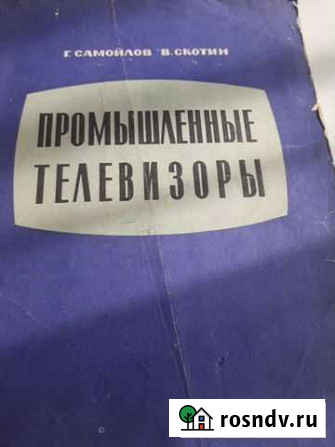 Г. САМОЙЛОВ В. СКОТИН
ПРОМЫШЛЕННЫЕ
ТЕЛЕВИЗОРЫ
rosndv.ru